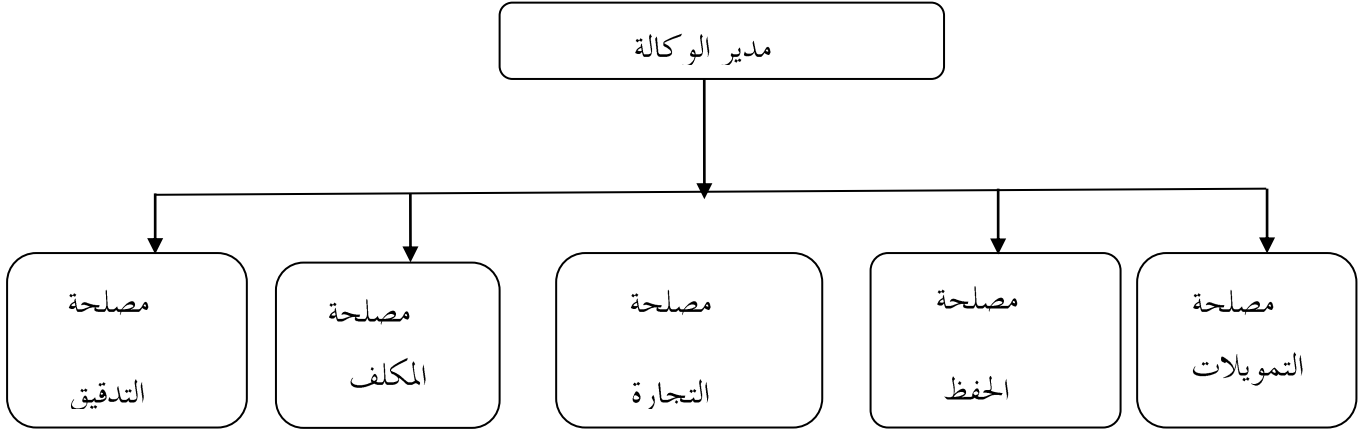 مدير الوكالة
مصلحة
التمويلات
مصلحة
الحفظ
مصلحة
التجارة
مصلحة
المكلف
مصلحة
التدقيق